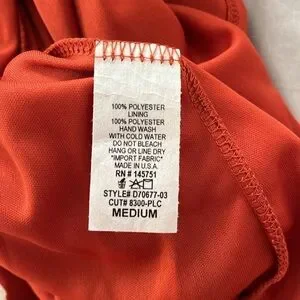 100% POLYESTER
LINING
100% POLYESTER
HAND WASH
WITH COLD WATER
DO NOT BLEACH
HANG OR LINE DRY
"IMPORT FABRIC"
MADE IN U.S.A.
RN # 145751
STYLE# D70677-03
CUT# 8300-PLC
MEDIUM